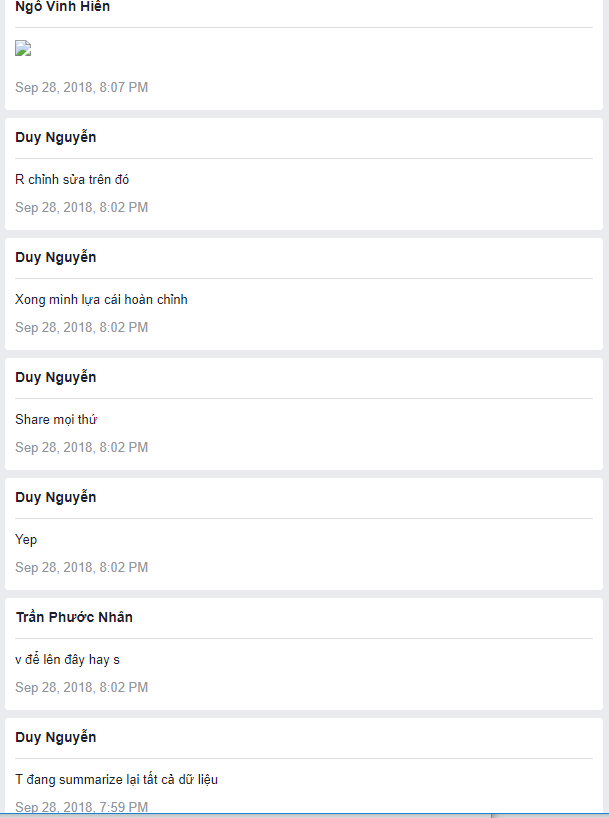 Ngô Vinh Hiển
Sep 28, 2018, 8:07 PM
Duy Nguyễn
R chỉnh sửa trên đó
Sep 28, 2018, 8:02 PM
Duy Nguyễn
Xong mình lựa cái hoàn chỉnh
Sep 28, 2018, 8:02 PM
Duy Nguyễn
Share mọi thứ
Sep 28, 2018, 8:02 PM
Duy Nguyễn
Yep
Sep 28, 2018, 8:02 PM
Trần Phước Nhân
v để lên đây hay s
Sep 28, 2018, 8:02 PM
Duy Nguyễn
T đang summarize lại tất cả dữ liệu
Sep 28, 2018, 7:59 PM